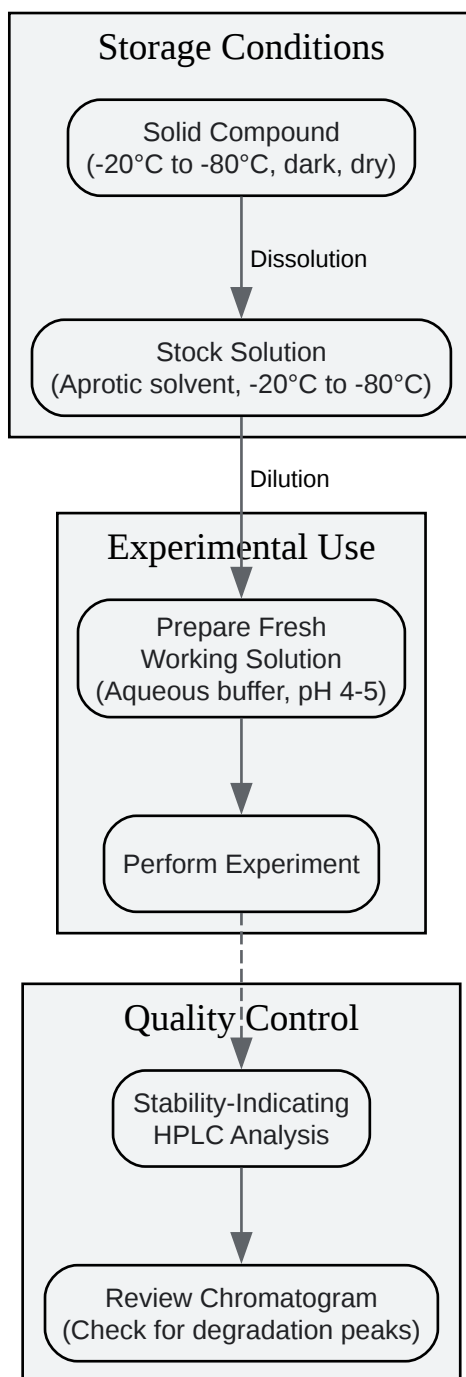 Storage Conditions
Solid Compound
(-20°C to -80°C, dark, dry)
Dissolution
Stock Solution
(Aprotic solvent, -20°C to -80°C)
Dilution
Experimental Use
Prepare Fresh
Working Solution
(Aqueous buffer, pH 4-5)
Perform Experiment
Quality Control
Stability-Indicating
HPLC Analysis
Review Chromatogram
(Check for degradation peaks)